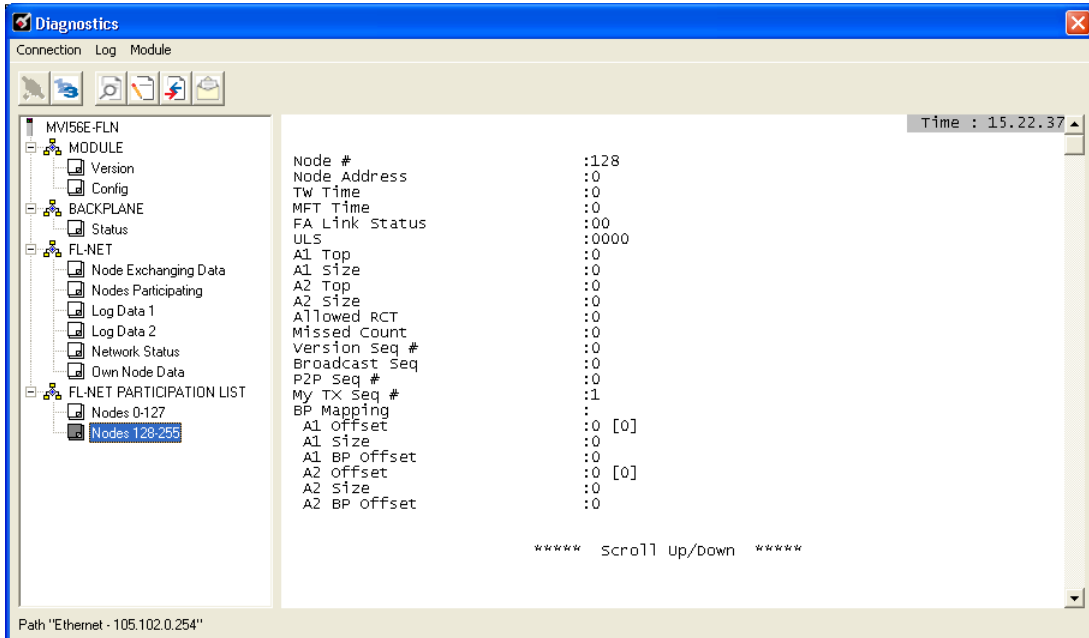 Diagnostics
Connection Log Module
MVI56E-FLN
MODULE
Version
Config
BACKPLANE
Status
FL-NET
Node Exchanging Data
Nodes Participating
Log Data 1
Log Data 2
Network Status
Own Node Data
FL-NET PARTICIPATION LIST
Nodes 0-127
Nodes 128-255
Time : 15.22.37
Node # :128
Node Address :0
TW Time :0
MFT Time :0
FA Link Status :00
ULS :0000
A1 Top :0
A1 Size :0
A2 Top :0
A2 Size :0
Allowed RCT :0
Missed Count :0
Version Seq # :0
Broadcast Seq :0
P2P Seq # :0
My TX Seq # :1
BP Mapping :
A1 Offset :0 [0]
A1 Size :0
A1 BP Offset :0
A2 Offset :0 [0]
A2 Size :0
A2 BP Offset :0
***** Scroll Up/Down *****
Path "Ethernet - 105.102.0.254"